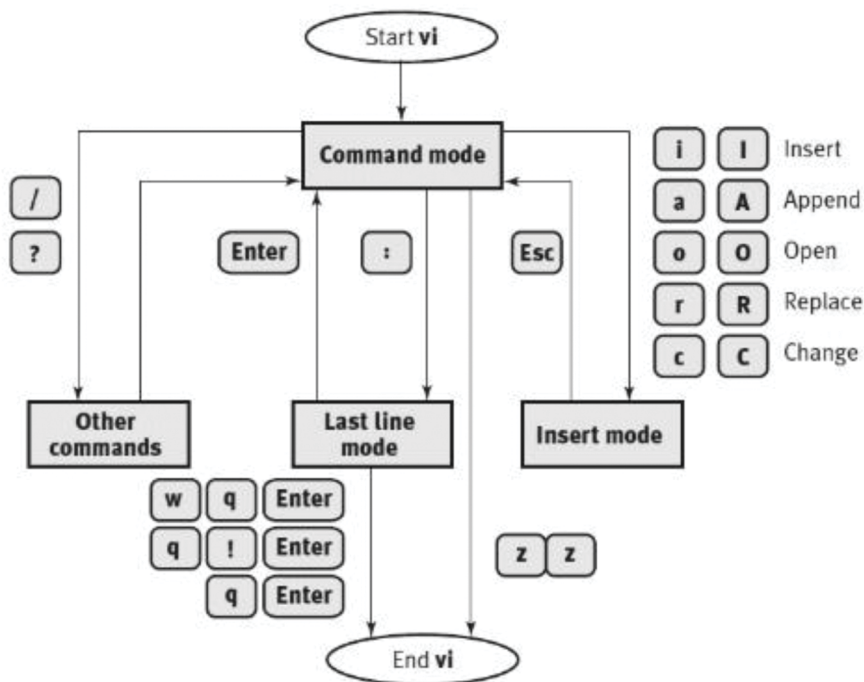 Start vi
Command mode
i I Insert
a A Append
o O Open
r R Replace
c C Change
/
?
Enter
:
Esc
Other
commands
Last line
mode
Insert mode
w q Enter
q ! Enter
q Enter
z z
End vi